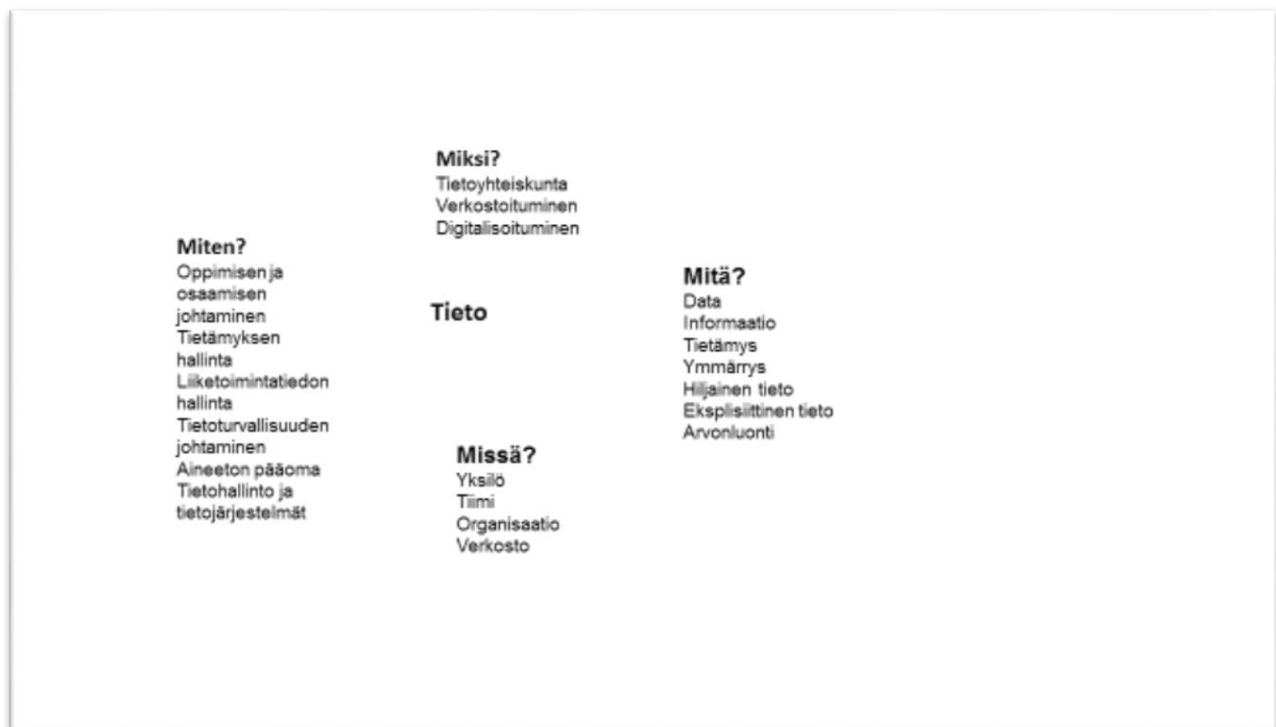 Miksi?
Tietoyhteiskunta
Verkostoituminen
Digitalisoituminen
Miten?
Oppimisen ja
osaamisen
johtaminen
Tietämyksen
hallinta
Liiketoimintatiedon
hallinta
Tietoturvallisuuden
johtaminen
Aineeton pääoma
Tietohallinto ja
tietojärjestelmät
Tieto
Mitä?
Data
Informaatio
Tietämys
Ymmärrys
Hiljainen tieto
Eksplisiittinen tieto
Arvonluonti
Missä?
Yksilö
Tiimi
Organisaatio
Verkosto